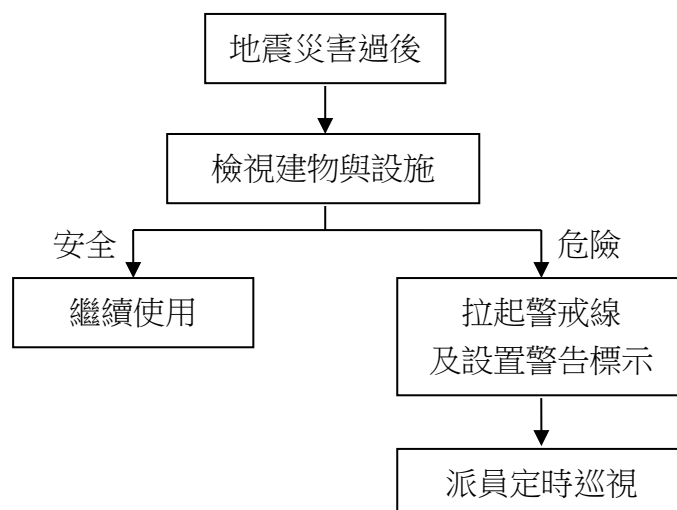 地震災害過後
檢視建物與設施
安全
危險
繼續使用
拉起警戒線
及設置警告標示
派員定時巡視